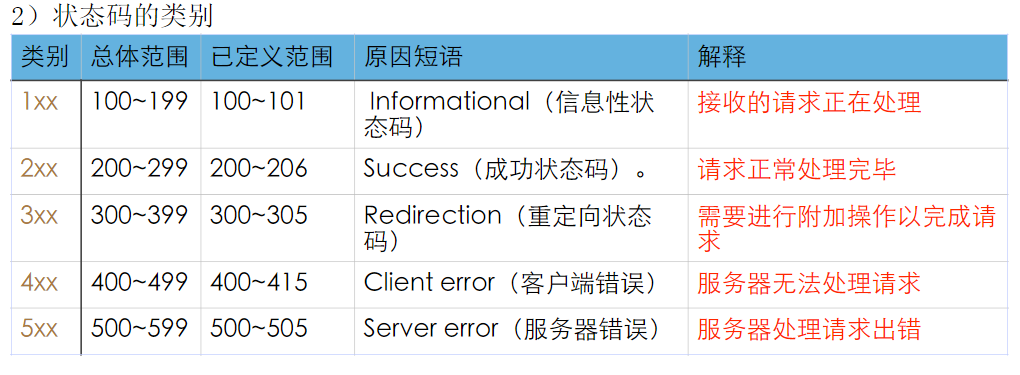 2）状态码的类别
类别 总体范围 已定义范围 原因短语 解释
1xx 100~199 100~101 Informational（信息性状态码） 接收的请求正在处理
2xx 200~299 200~206 Success（成功状态码）。 请求正常处理完毕
3xx 300~399 300~305 Redirection（重定向状态码） 需要进行附加操作以完成请求
4xx 400~499 400~415 Client error（客户端错误） 服务器无法处理请求
5xx 500~599 500~505 Server error（服务器错误） 服务器处理请求出错